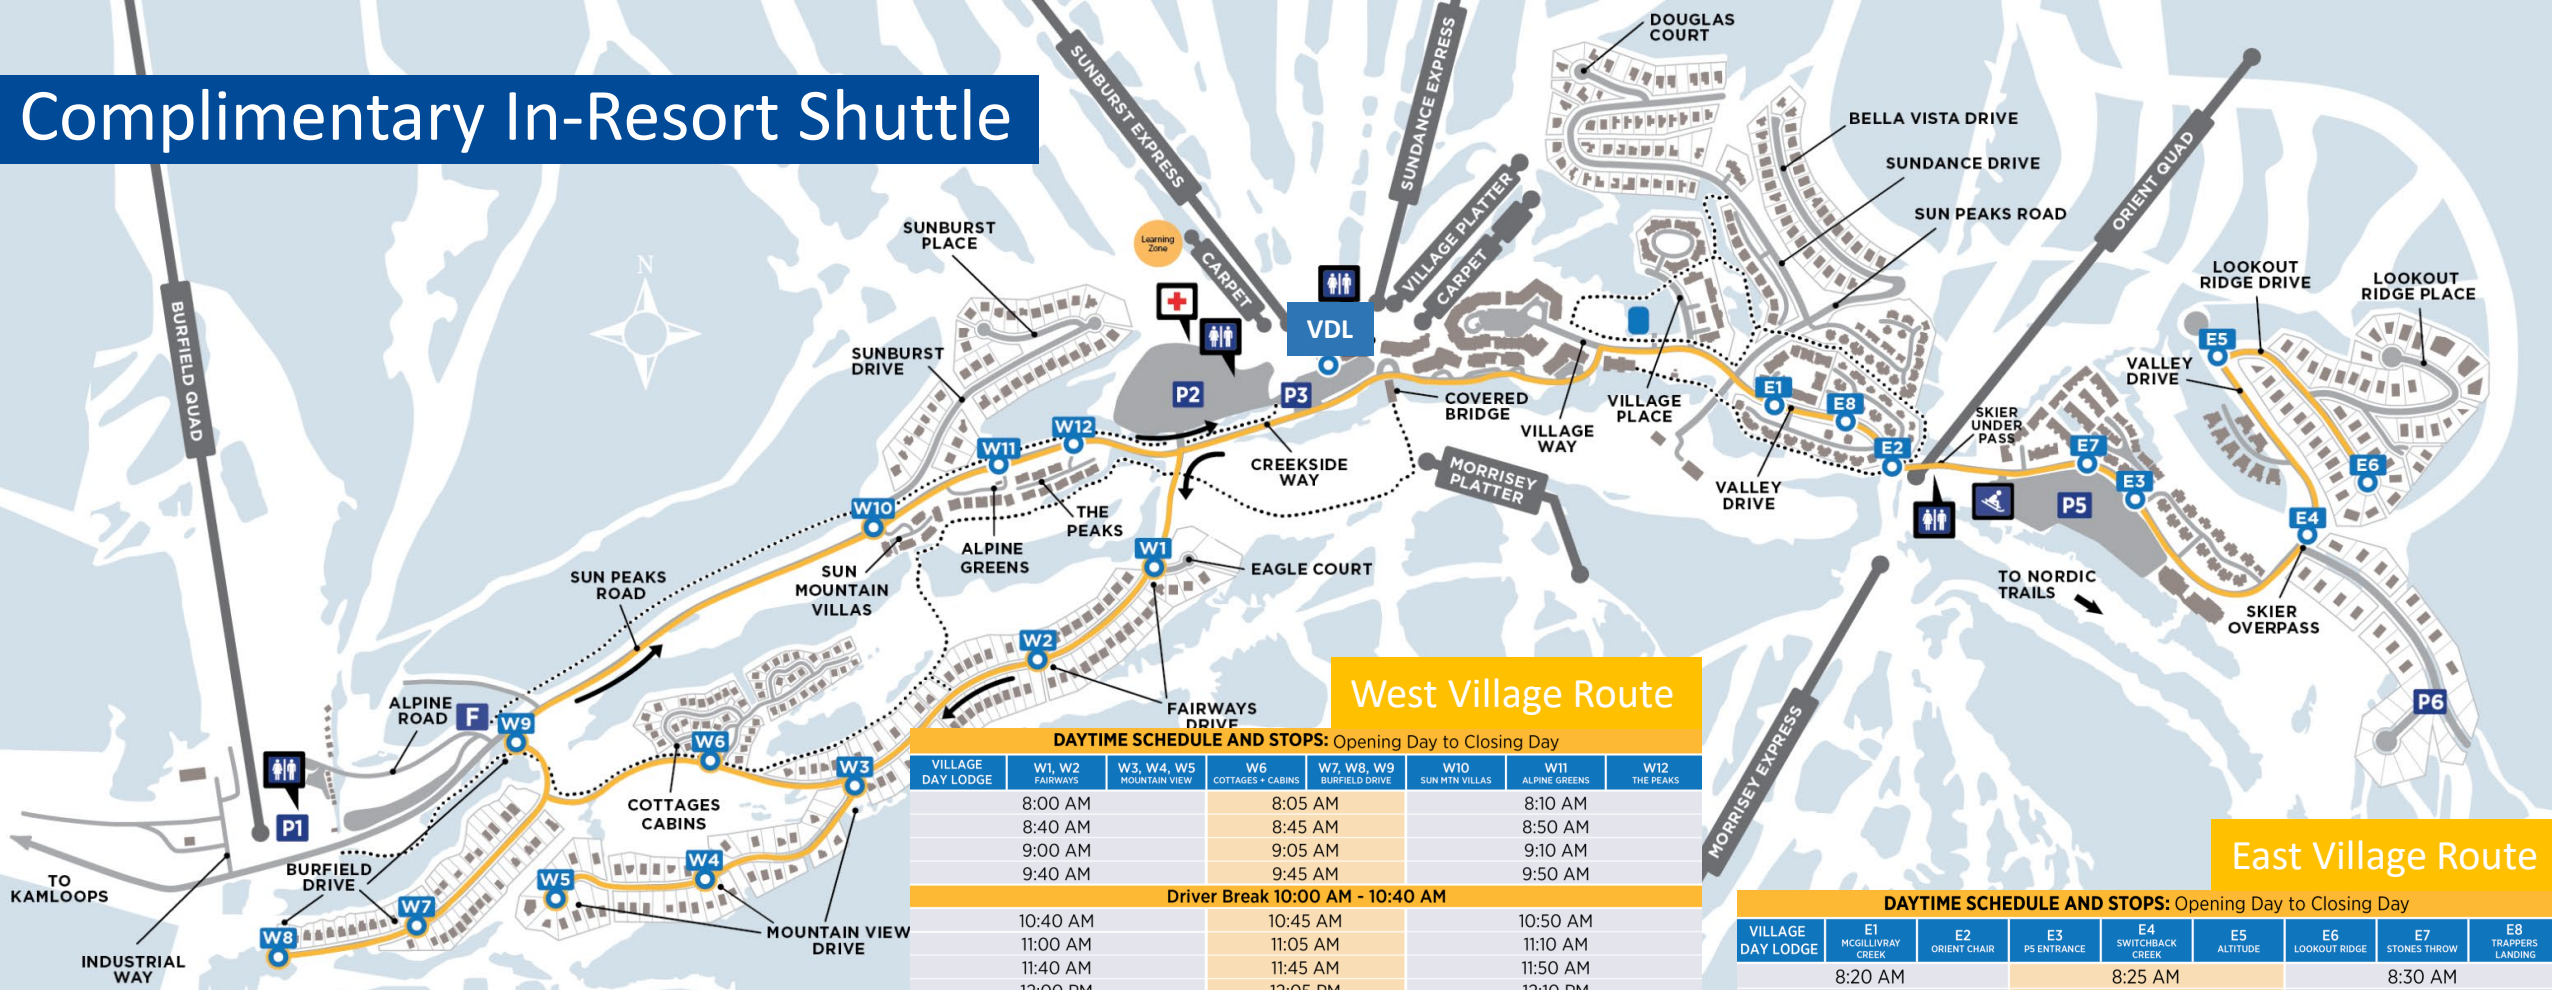 Complimentary In-Resort Shuttle
BURFIELD QUAD
SUNBURST EXPRESS
SUNDANCE EXPRESS
VILLAGE PLATTER
CARPET
CARPET
Learning
Zone
N
VDL
DOUGLAS
COURT
BELLA VISTA DRIVE
SUNDANCE DRIVE
SUN PEAKS ROAD
ORIENT QUAD
LOOKOUT
RIDGE DRIVE
LOOKOUT
RIDGE PLACE
SUNBURST
PLACE
SUNBURST
DRIVE
P2
P3
COVERED
BRIDGE
VILLAGE
WAY
VILLAGE
PLACE
E1
E8
E2
VALLEY
DRIVE
SKIER
UNDER
PASS
E7
E3
P5
VALLEY
DRIVE
E5
E6
E4
W12
W11
W10
CREEKSIDE
WAY
MORRISEY
PLATTER
THE
PEAKS
ALPINE
GREENS
SUN
MOUNTAIN
VILLAS
SUN PEAKS
ROAD
W1
EAGLE COURT
W2
FAIRWAYS
DRIVE
TO NORDIC
TRAILS
SKIER
OVERPASS
P6
MORRISEY EXPRESS
ALPINE
ROAD
F
W9
W6
W3
COTTAGES
CABINS
P1
BURFIELD
DRIVE
TO
KAMLOOPS
W7
W8
W5
W4
MOUNTAIN VIEW
DRIVE
INDUSTRIAL
WAY
West Village Route
DAYTIME SCHEDULE AND STOPS: Opening Day to Closing Day
VILLAGE DAY LODGE W1, W2 FAIRWAYS W3, W4, W5 MOUNTAIN VIEW W6 COTTAGES + CABINS W7, W8, W9 BURFIELD DRIVE W10 SUN MTN VILLAS W11 ALPINE GREENS W12 THE PEAKS
8:00 AM 8:05 AM 8:10 AM
8:40 AM 8:45 AM 8:50 AM
9:00 AM 9:05 AM 9:10 AM
9:40 AM 9:45 AM 9:50 AM
Driver Break 10:00 AM - 10:40 AM
10:40 AM 10:45 AM 10:50 AM
11:00 AM 11:05 AM 11:10 AM
11:40 AM 11:45 AM 11:50 AM
12:00 PM 12:05 PM 12:10 PM
East Village Route
DAYTIME SCHEDULE AND STOPS: Opening Day to Closing Day
VILLAGE DAY LODGE E1 MCGILLIVRAY CREEK E2 ORIENT CHAIR E3 P5 ENTRANCE E4 SWITCHBACK CREEK E5 ALTITUDE E6 LOOKOUT RIDGE E7 STONES THROW E8 TRAPPERS LANDING
8:20 AM 8:25 AM 8:30 AM